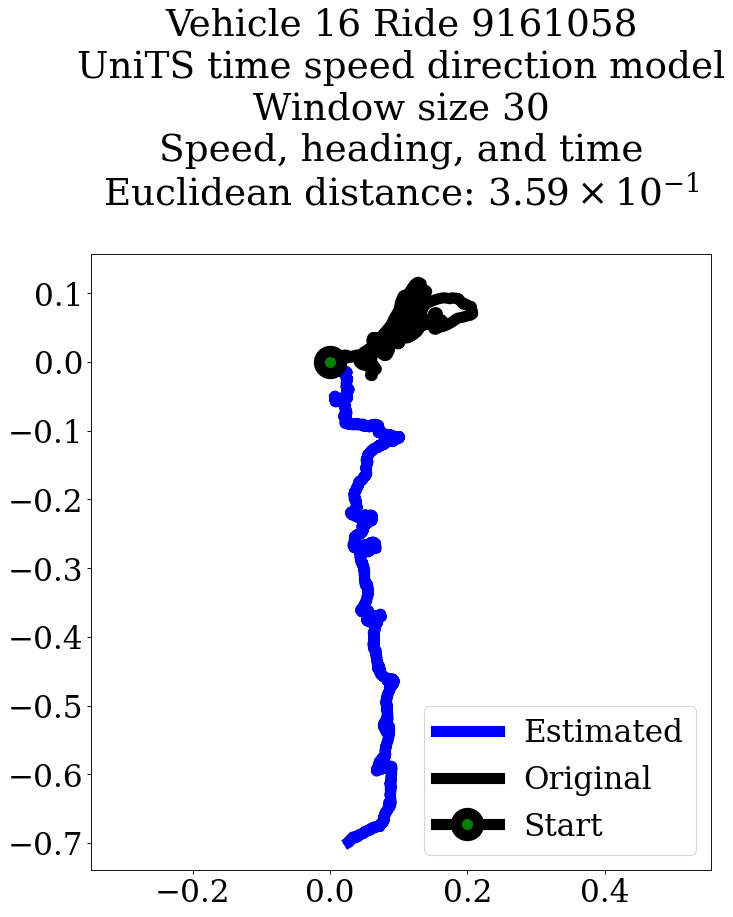 Vehicle 16 Ride 9161058
UniTS time speed direction model
Window size 30
Speed, heading, and time
Euclidean distance: 3.59 × 10⁻¹
0.1
0.0
−0.1
−0.2
−0.3
−0.4
−0.5
−0.6
−0.7
Estimated
Original
Start
−0.2 0.0 0.2 0.4